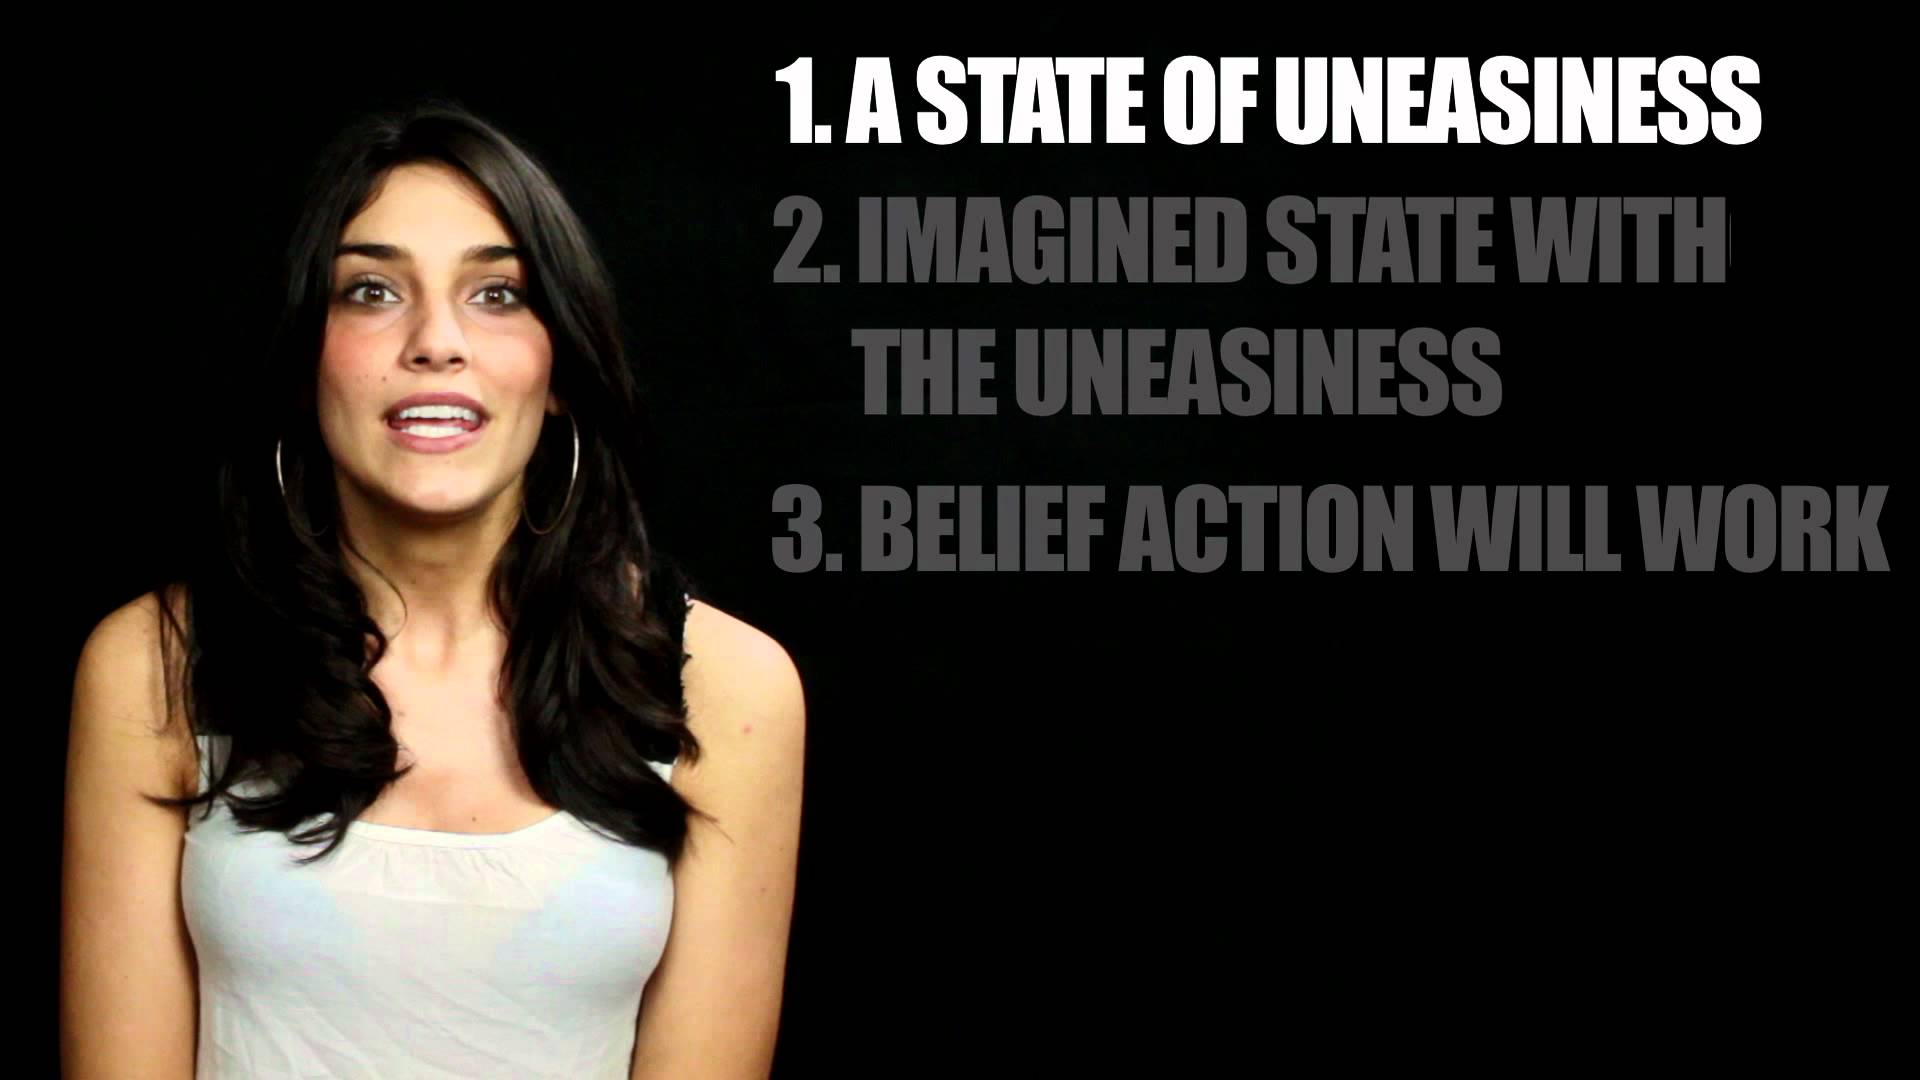 1. A STATE OF UNEASINESS
2. IMAGINED STATE WITH
THE UNEASINESS
3. BELIEF ACTION WILL WORK